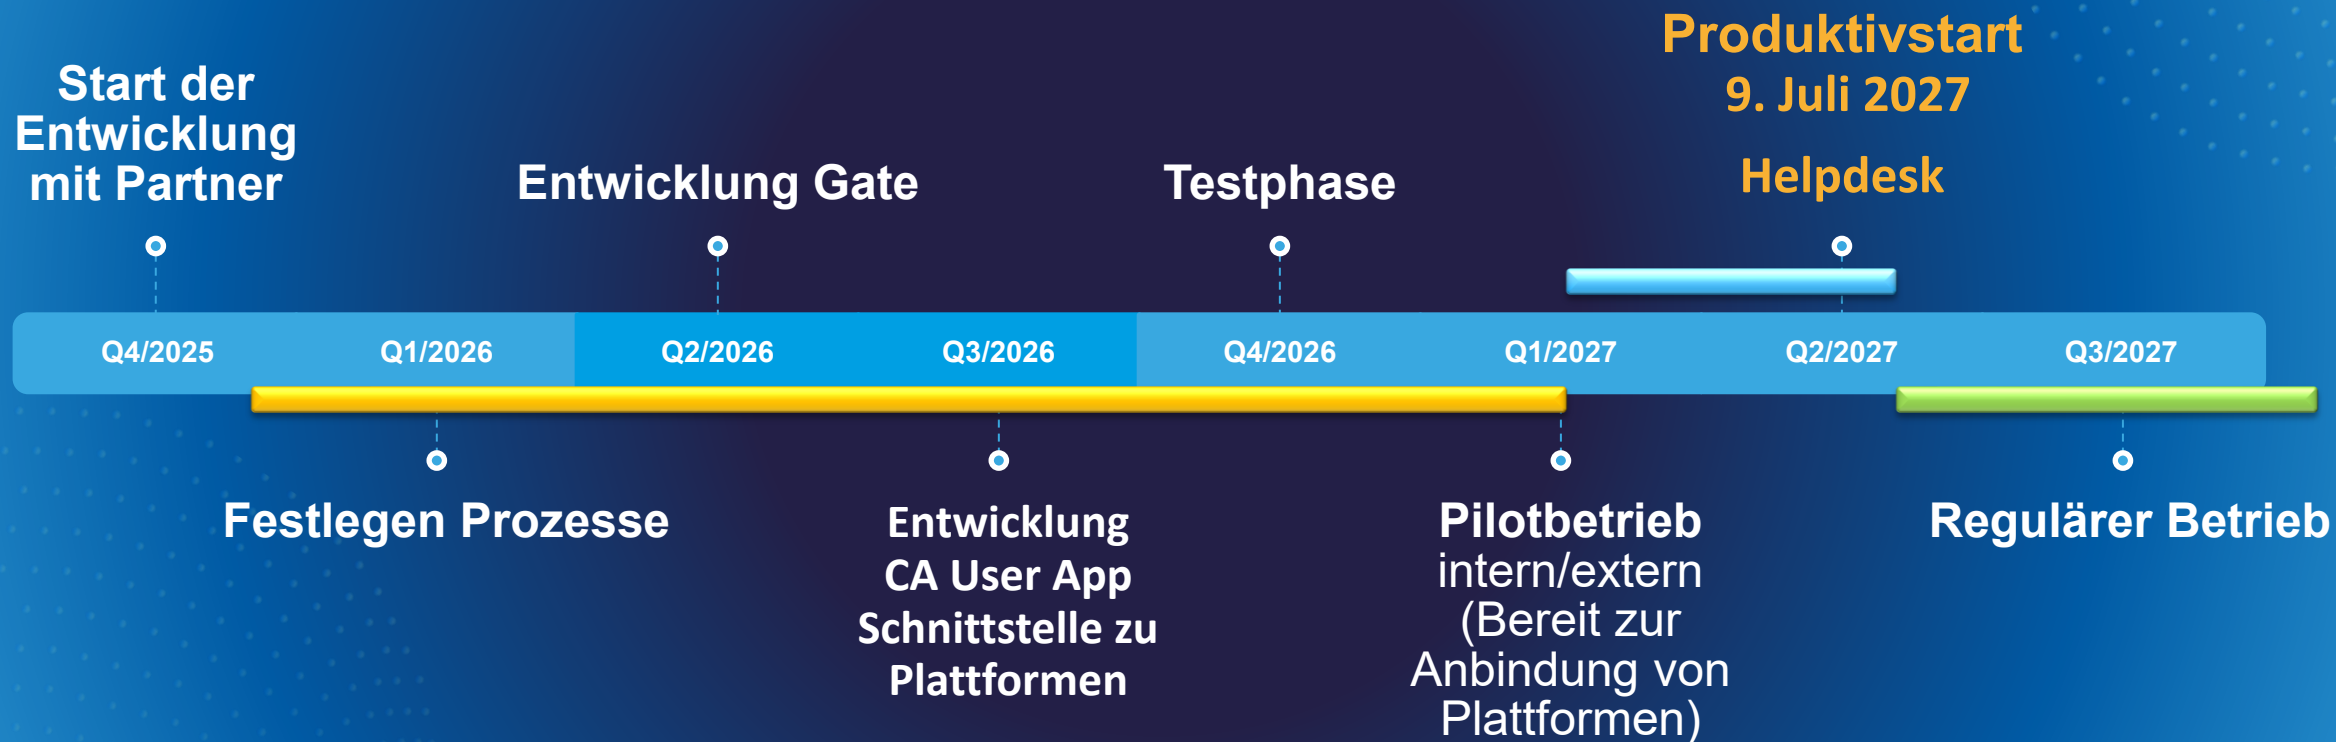 Start der
Entwicklung
mit Partner
Entwicklung Gate
Testphase
Produktivstart
9. Juli 2027
Helpdesk
Q4/2025
Q1/2026
Q2/2026
Q3/2026
Q4/2026
Q1/2027
Q2/2027
Q3/2027
Festlegen Prozesse
Entwicklung
CA User App
Schnittstelle zu
Plattformen
Pilotbetrieb
intern/extern
(Bereit zur
Anbindung von
Plattformen)
Regulärer Betrieb